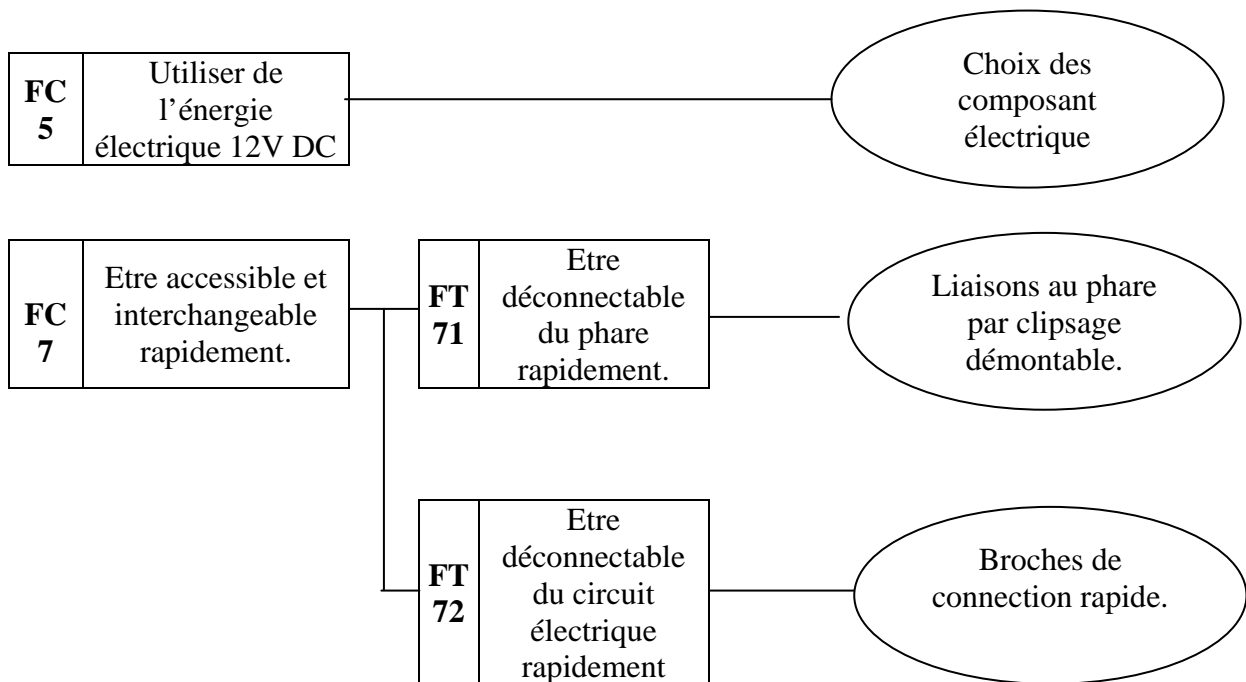 FC
5
Utiliser de
l’énergie
électrique 12V DC
Choix des
composant
électrique
FC
7
Etre accessible et
interchangeable
rapidement.
FT
71
Etre
déconnectable
du phare
rapidement.
Liaisons au phare
par clipsage
démontable.
FT
72
Etre
déconnectable
du circuit
électrique
rapidement
Broches de
connection rapide.